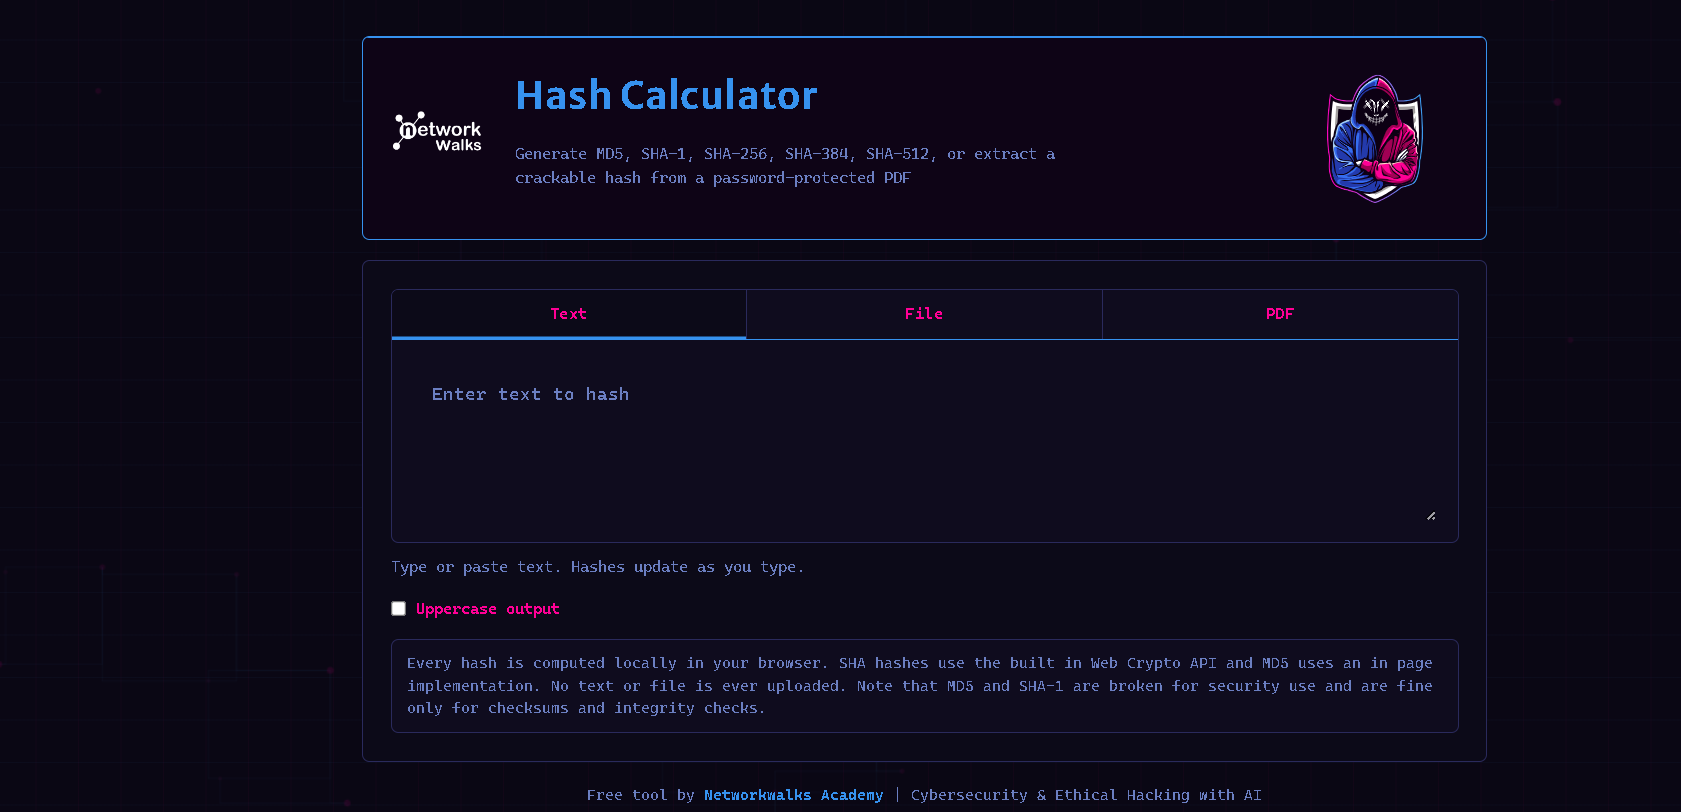 network
Walks
Hash Calculator
Generate MD5, SHA-1, SHA-256, SHA-384, SHA-512, or extract a
crackable hash from a password-protected PDF
Text
File
PDF
Enter text to hash
Type or paste text. Hashes update as you type.
Uppercase output
Every hash is computed locally in your browser. SHA hashes use the built in Web Crypto API and MD5 uses an in page
implementation. No text or file is ever uploaded. Note that MD5 and SHA-1 are broken for security use and are fine
only for checksums and integrity checks.
Free tool by Networkwalks Academy | Cybersecurity & Ethical Hacking with AI